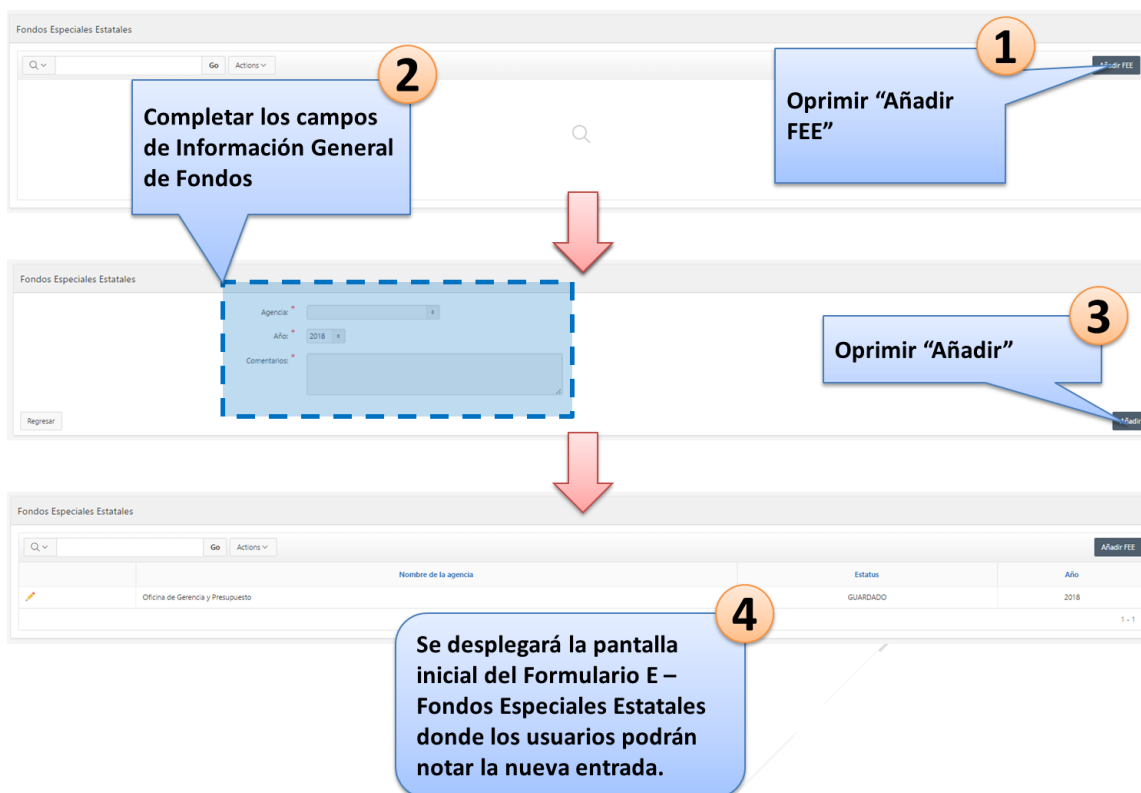 Fondos Especiales Estatales
Go Actions
Añadir FEE
1
Oprimir “Añadir
FEE”
2
Completar los campos
de Información General
de Fondos
Fondos Especiales Estatales
Agencia: *
Año: * 2018
Comentarios: *
Regresar
Añadir
3
Oprimir “Añadir”
Fondos Especiales Estatales
Go Actions
Añadir FEE
Nombre de la agencia Estatus Año
Oficina de Gerencia y Presupuesto GUARDADO 2018
1 - 1
4
Se desplegará la pantalla
inicial del Formulario E –
Fondos Especiales Estatales
donde los usuarios podrán
notar la nueva entrada.